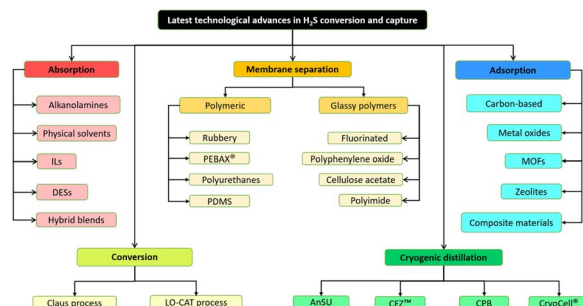 Latest technological advances in H₂S conversion and capture
Absorption
Alkanolamines
Physical solvents
ILs
DESs
Hybrid blends
Membrane separation
Polymeric
Rubbery
PEBAX®
Polyurethanes
PDMS
Glassy polymers
Fluorinated
Polyphenylene oxide
Cellulose acetate
Polyimide
Adsorption
Carbon-based
Metal oxides
MOFs
Zeolites
Composite materials
Conversion
Claus process
LO-CAT process
Cryogenic distillation
AnSU
CFZ™
CPB
CryoCell®